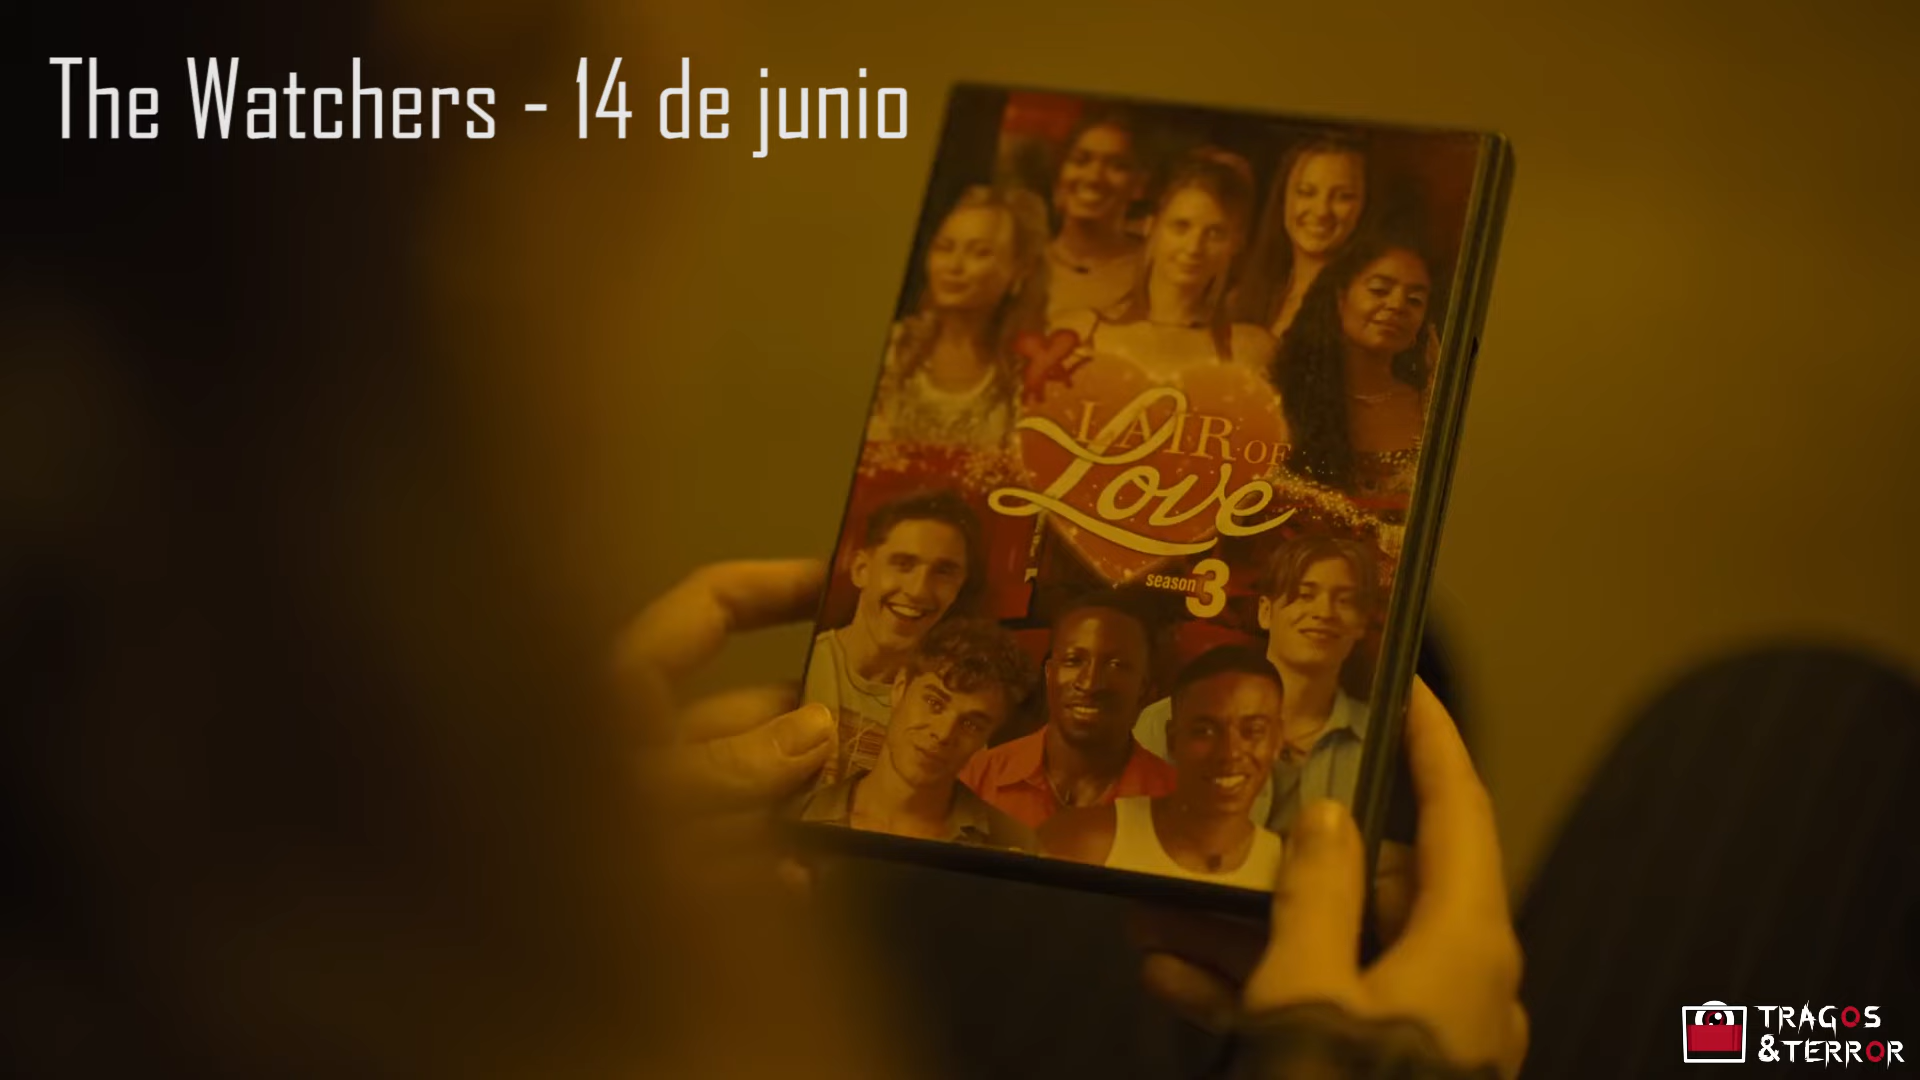 The Watchers - 14 de junio
LAIR OF
Love
season 3
TRAGOS
&TERROR